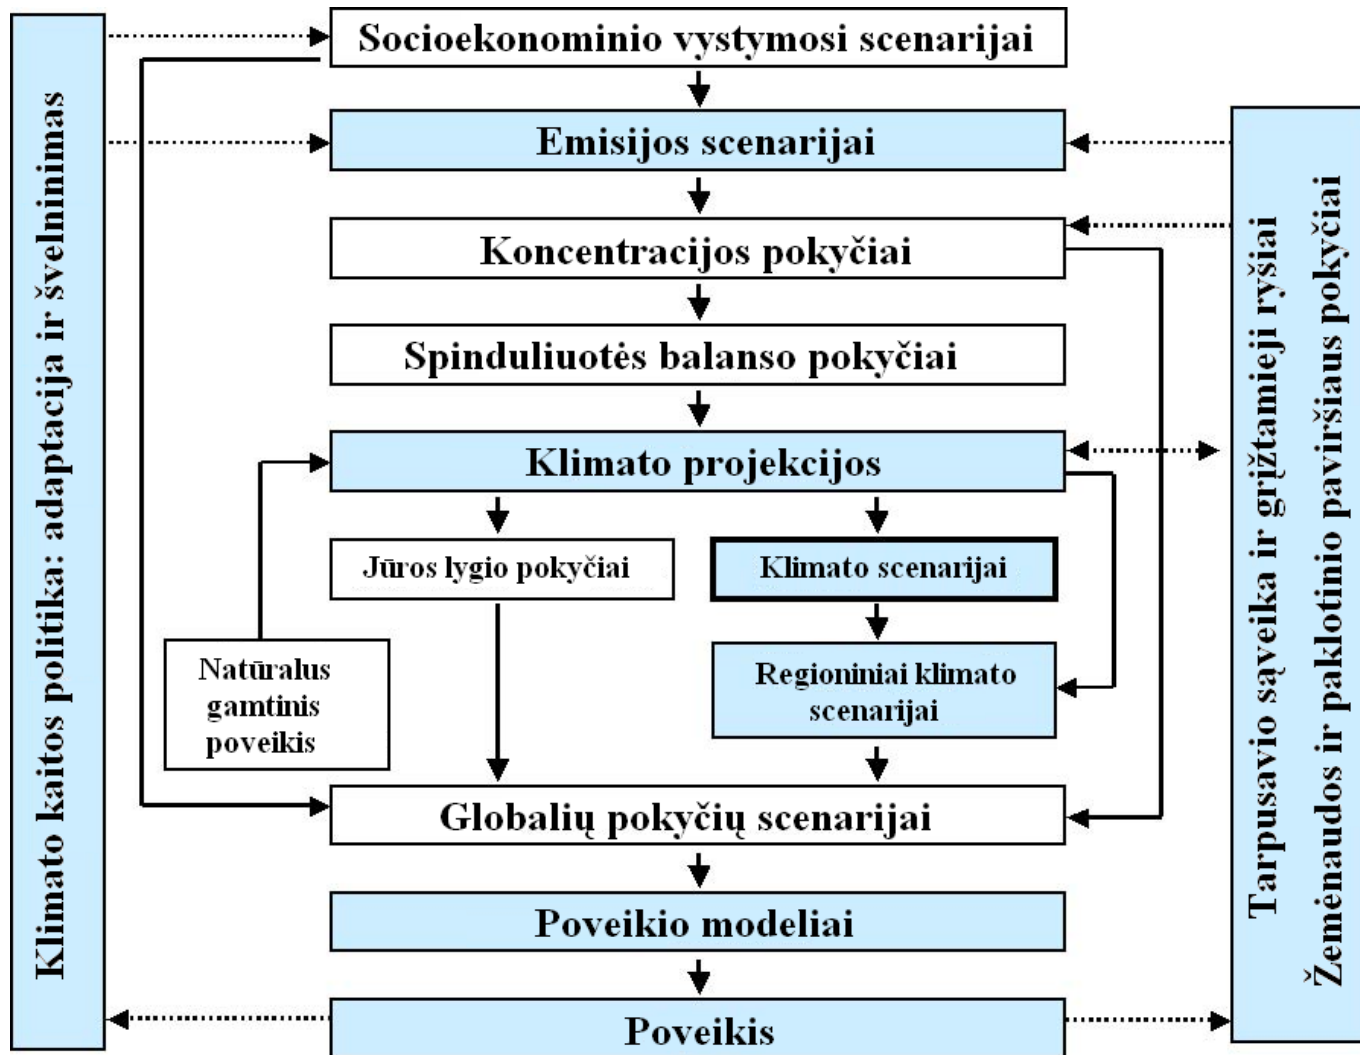 Klimato kaitos politika: adaptacija ir švelninimas
Socioekonominio vystymosi scenarijai
Emisijos scenarijai
Koncentracijos pokyčiai
Spinduliuotės balanso pokyčiai
Klimato projekcijos
Jūros lygio pokyčiai
Klimato scenarijai
Natūralus
gamtinis
poveikis
Regioniniai klimato
scenarijai
Globalių pokyčių scenarijai
Poveikio modeliai
Poveikis
Tarpusavio sąveika ir grįžtamieji ryšiai
Žemėnaudos ir paklotinio paviršiaus pokyčiai